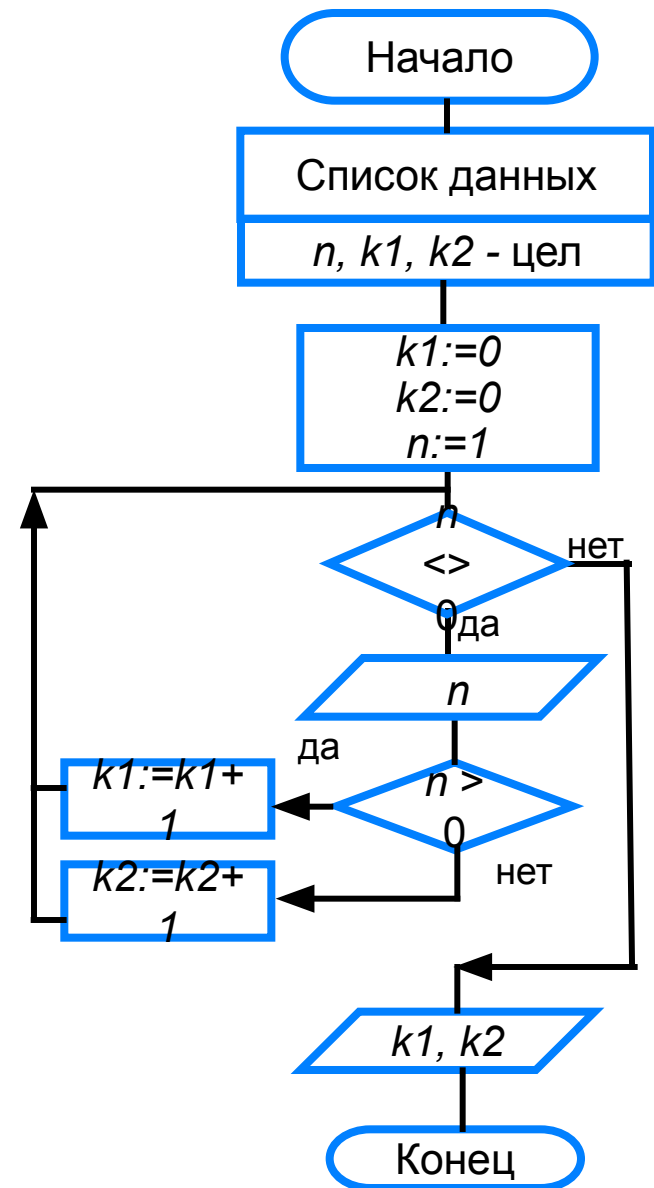 Начало
Список данных
n, k1, k2 - цел
k1:=0
k2:=0
n:=1
n
<>
0
нет
да
n
да
n >
0
k1:=k1+
1
нет
k2:=k2+
1
k1, k2
Конец